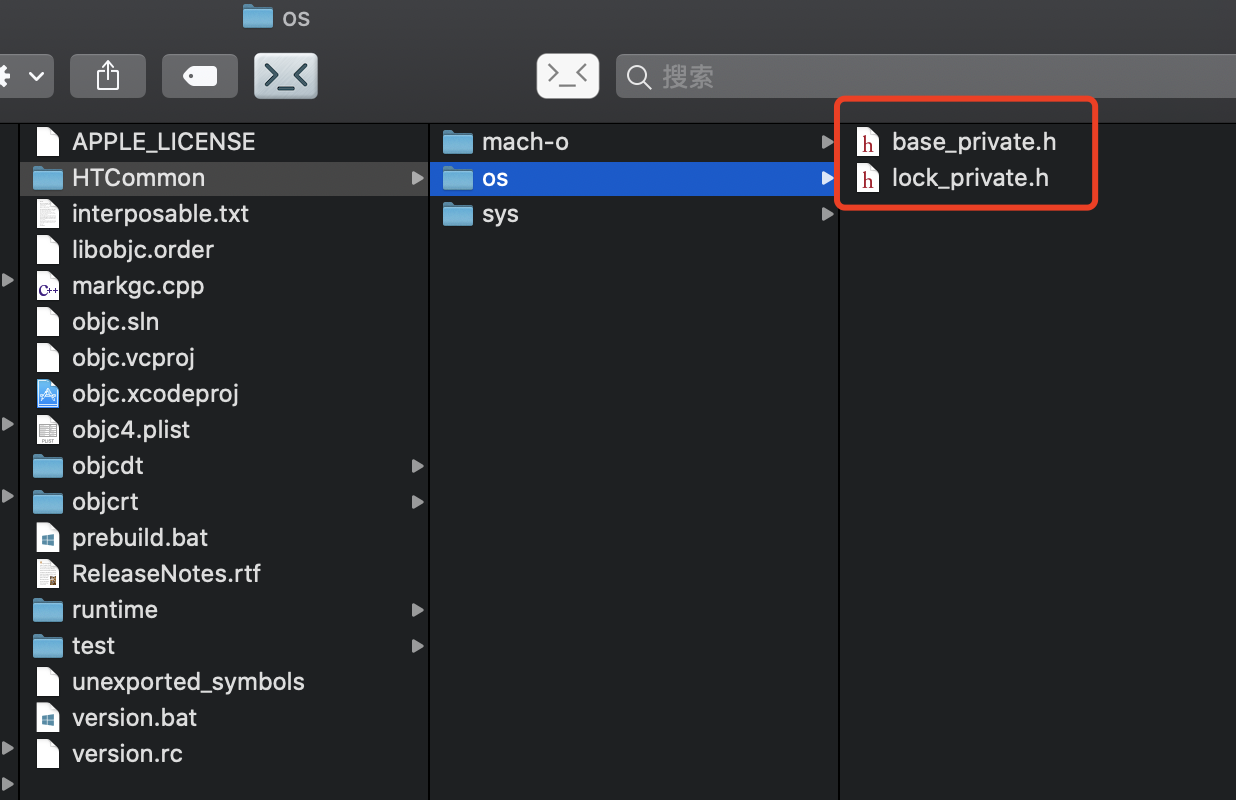 os
搜索
APPLE_LICENSE
HTCommon
interposable.txt
libobjc.order
markgc.cpp
objc.sln
objc.vcproj
objc.xcodeproj
objc4.plist
objcdt
objcrt
prebuild.bat
ReleaseNotes.rtf
runtime
test
unexported_symbols
version.bat
version.rc
mach-o
os
sys
base_private.h
lock_private.h